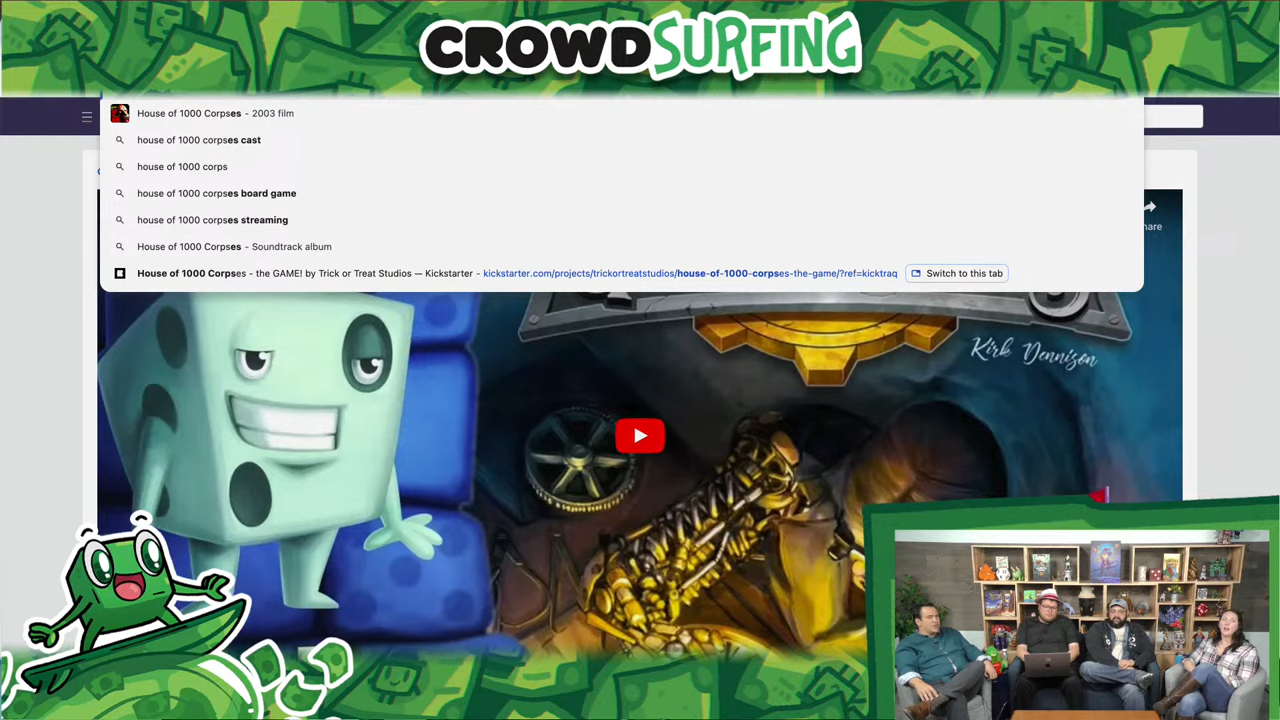 CROWDSURFING
House of 1000 Corpses - 2003 film
house of 1000 corpses cast
house of 1000 corps
house of 1000 corpses board game
house of 1000 corpses streaming
House of 1000 Corpses - Soundtrack album
House of 1000 Corpses - the GAME! by Trick or Treat Studios — Kickstarter - kickstarter.com/projects/trickortreatstudios/house-of-1000-corpses-the-game/?ref=kicktraq
Switch to this tab
hare
Kirk Dennison